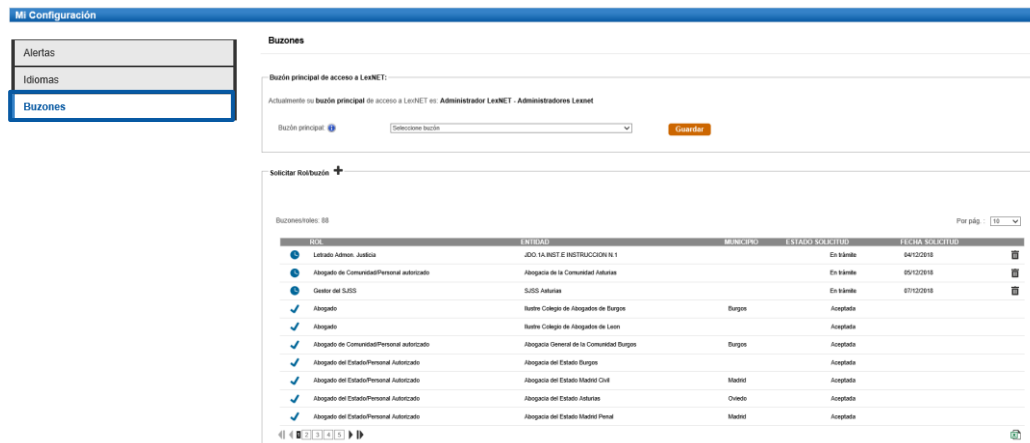 Mi Configuración
Alertas
Idiomas
Buzones
Buzones
Buzón principal de acceso a LexNET:
Actualmente su buzón principal de acceso a LexNET es: Administrador LexNET - Administradores Lexnet
Buzón principal: Seleccione buzón Guardar
Solicitar Rol/buzón
Buzones/roles: 88 Por pág.: 10
ROL ENTIDAD MUNICIPIO ESTADO SOLICITUD FECHA SOLICITUD
Letrado Admon. Justicia JDO.1A.INST.E INSTRUCCION N.1 En trámite 04/12/2018
Abogado de Comunidad/Personal autorizado Abogacia de la Comunidad Asturias En trámite 05/12/2018
Gestor del SJSS SJSS Asturias En trámite 07/12/2018
Abogado Ilustre Colegio de Abogados de Burgos Burgos Aceptada
Abogado Ilustre Colegio de Abogados de Leon Aceptada
Abogado de Comunidad/Personal autorizado Abogacia General de la Comunidad Burgos Burgos Aceptada
Abogado del Estado/Personal Autorizado Abogacia del Estado Burgos Aceptada
Abogado del Estado/Personal Autorizado Abogacia del Estado Madrid Civil Madrid Aceptada
Abogado del Estado/Personal Autorizado Abogacia del Estado Asturias Oviedo Aceptada
Abogado del Estado/Personal Autorizado Abogacia del Estado Madrid Penal Madrid Aceptada
1 2 3 4 5